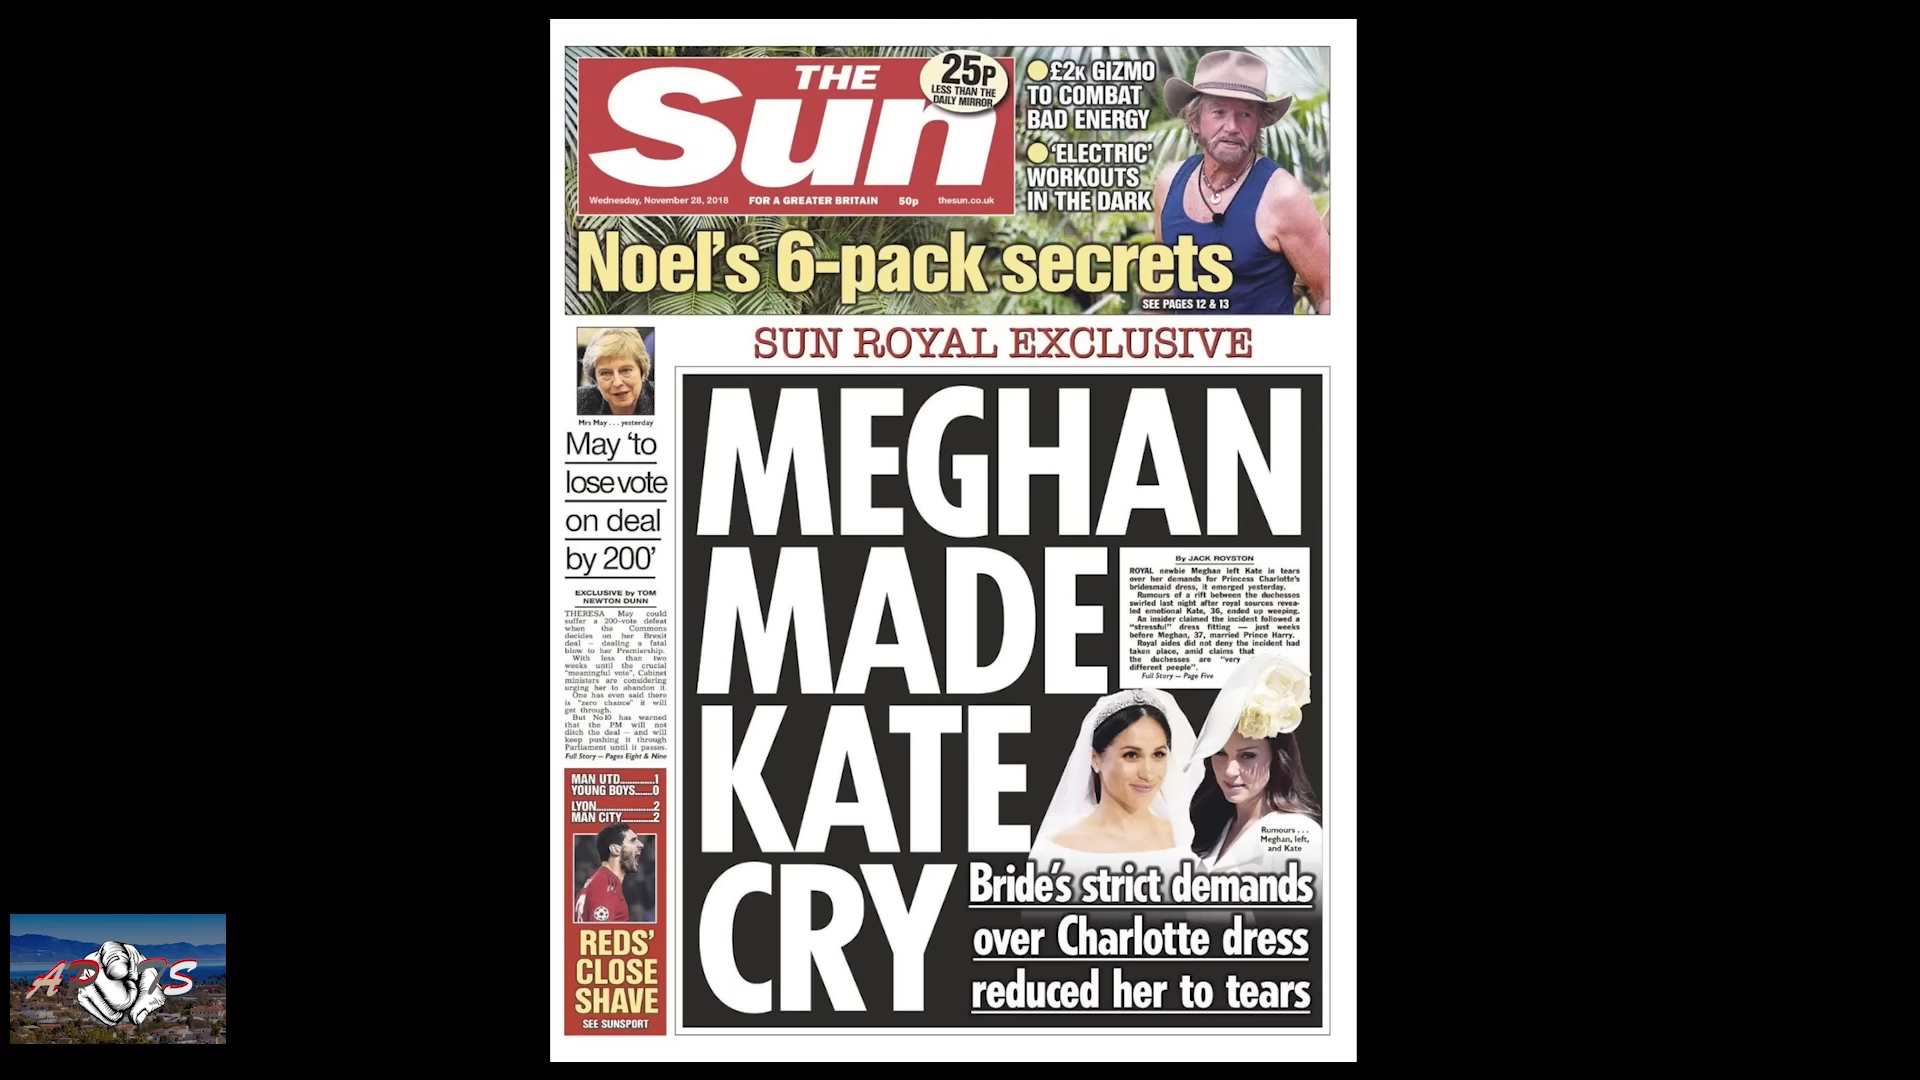 THE
Sun
25P
LESS THAN THE
DAILY MIRROR
Wednesday, November 28, 2018 FOR A GREATER BRITAIN 50p thesun.co.uk
£2K GIZMO
TO COMBAT
BAD ENERGY
'ELECTRIC'
WORKOUTS
IN THE DARK
Noel's 6-pack secrets
SEE PAGES 12 & 13
Mrs May . . . yesterday
May 'to
lose vote
on deal
by 200'
EXCLUSIVE by TOM
NEWTON DUNN
THERESA May could
suffer a 200-vote defeat
when the Commons
decides on her Brexit
deal – dealing a fatal
blow to her Premiership.
With less than two
weeks until the crucial
"meaningful vote", Cabinet
ministers are considering
urging her to abandon it.
One has even said there
is "zero chance" it will
get through.
But No10 has warned
that the PM will not
ditch the deal – and will
keep pushing it through
Parliament until it passes.
Full Story — Pages Eight & Nine
MAN UTD..............1
YOUNG BOYS.......0
LYON.....................2
MAN CITY............2
REDS'
CLOSE
SHAVE
SEE SUNSPORT
SUN ROYAL EXCLUSIVE
MEGHAN
MADE
KATE
CRY
By JACK ROYSTON
ROYAL newbie Meghan left Kate in tears
over her demands for Princess Charlotte's
bridesmaid dress, it emerged yesterday.
Rumours of a rift between the duchesses
swirled last night after royal sources revea-
led emotional Kate, 36, ended up weeping.
An insider claimed the incident followed a
"stressful" dress fitting — just weeks
before Meghan, 37, married Prince Harry.
Royal aides did not deny the incident had
taken place, amid claims that
the duchesses are "very
different people".
Full Story — Page Five
Rumours . . .
Meghan, left,
and Kate
Bride's strict demands
over Charlotte dress
reduced her to tears